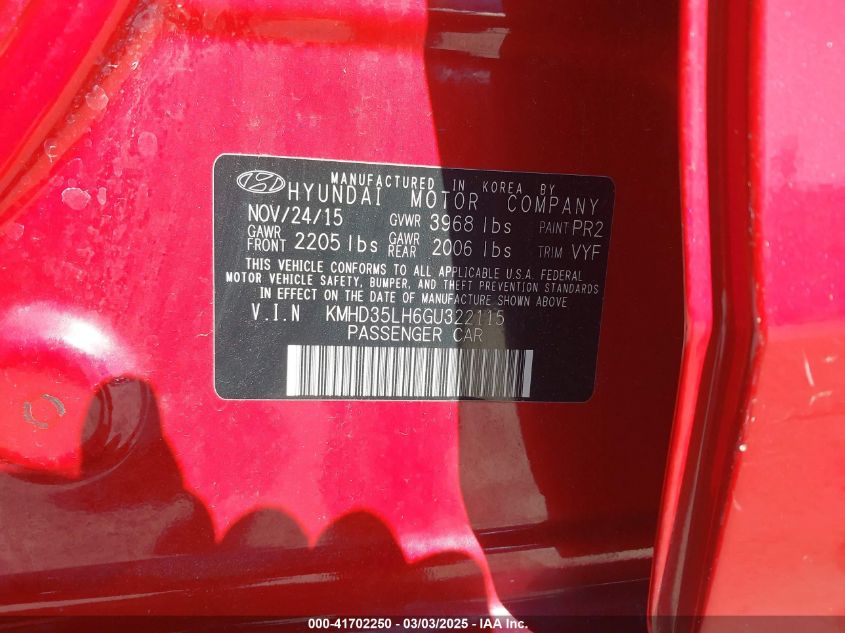 MANUFACTURED IN KOREA BY
HYUNDAI MOTOR COMPANY
NOV/24/15 GVWR 3968 lbs PAINT PR2
GAWR FRONT 2205 lbs GAWR REAR 2006 lbs TRIM VYF
THIS VEHICLE CONFORMS TO ALL APPLICABLE U.S.A. FEDERAL
MOTOR VEHICLE SAFETY, BUMPER, AND THEFT PREVENTION STANDARDS
IN EFFECT ON THE DATE OF MANUFACTURE SHOWN ABOVE
V.I.N KMHD35LH6GU322115
PASSENGER CAR
000-41702250 - 03/03/2025 - IAA Inc.